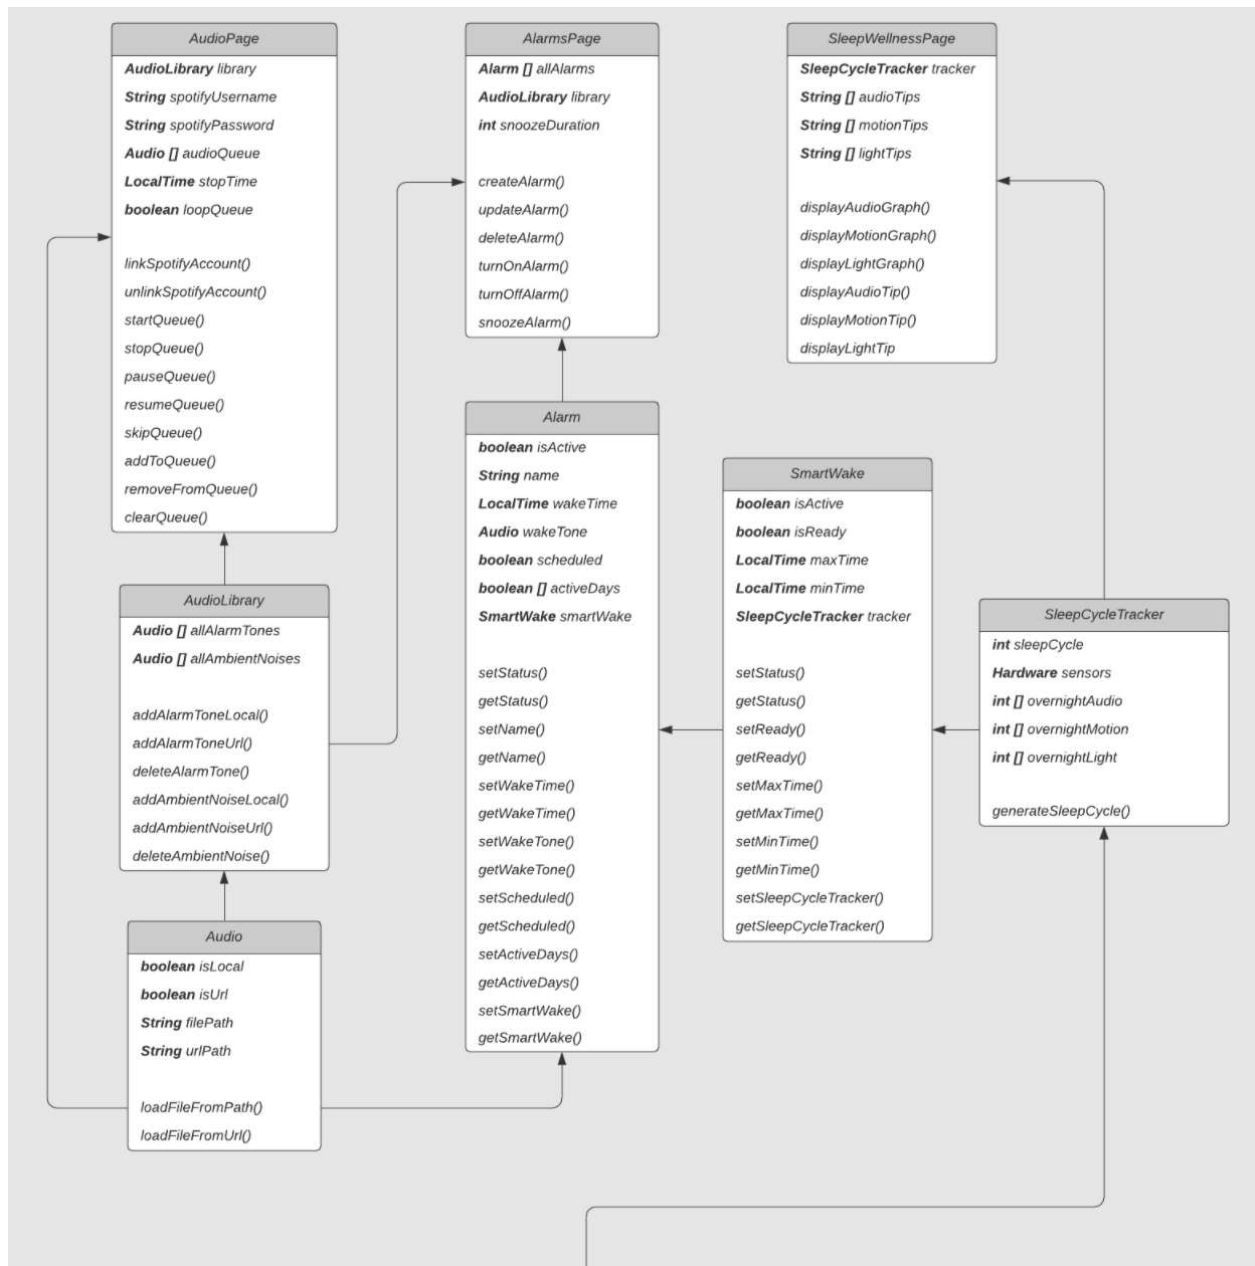 AudioPage
AudioLibrary library
String spotifyUsername
String spotifyPassword
Audio [] audioQueue
LocalTime stopTime
boolean loopQueue
linkSpotifyAccount()
unlinkSpotifyAccount()
startQueue()
stopQueue()
pauseQueue()
resumeQueue()
skipQueue()
addToQueue()
removeFromQueue()
clearQueue()
AudioLibrary
Audio [] allAlarmTones
Audio [] allAmbientNoises
addAlarmToneLocal()
addAlarmToneUrl()
deleteAlarmTone()
addAmbientNoiseLocal()
addAmbientNoiseUrl()
deleteAmbientNoise()
Audio
boolean isLocal
boolean isUrl
String filePath
String urlPath
loadFileFromPath()
loadFileFromUrl()
AlarmsPage
Alarm [] allAlarms
AudioLibrary library
int snoozeDuration
createAlarm()
updateAlarm()
deleteAlarm()
turnOnAlarm()
turnOffAlarm()
snoozeAlarm()
Alarm
boolean isActive
String name
LocalTime wakeTime
Audio wakeTone
boolean scheduled
boolean [] activeDays
SmartWake smartWake
setStatus()
getStatus()
setName()
getName()
setWakeTime()
getWakeTime()
setWakeTone()
getWakeTone()
setScheduled()
getScheduled()
setActiveDays()
getActiveDays()
setSmartWake()
getSmartWake()
SleepWellnessPage
SleepCycleTracker tracker
String [] audioTips
String [] motionTips
String [] lightTips
displayAudioGraph()
displayMotionGraph()
displayLightGraph()
displayAudioTip()
displayMotionTip()
displayLightTip
SmartWake
boolean isActive
boolean isReady
LocalTime maxTime
LocalTime minTime
SleepCycleTracker tracker
setStatus()
getStatus()
setReady()
getReady()
setMaxTime()
getMaxTime()
setMinTime()
getMinTime()
setSleepCycleTracker()
getSleepCycleTracker()
SleepCycleTracker
int sleepCycle
Hardware sensors
int [] overnightAudio
int [] overnightMotion
int [] overnightLight
generateSleepCycle()